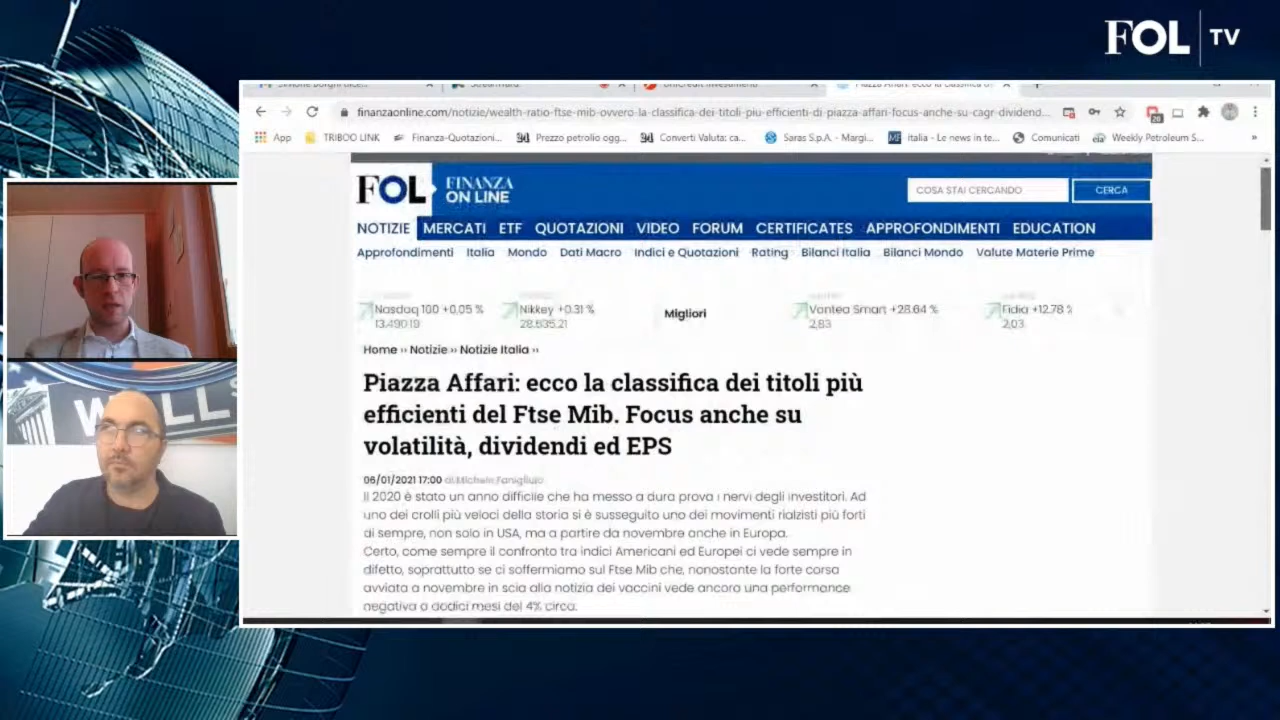 FOL TV
finanzaonline.com/notizie/wealth-ratio-ftse-mib-ovvero-la-classifica-dei-titoli-piu-efficienti-di-piazza-affari-focus-anche-su-cagr-dividend...
App TRIBOO LINK Finanza-Quotazioni... Prezzo petrolio ogg... Converti Valuta: ca... Saras S.p.A. - Margi... Italia - Le news in te... Comunicati Weekly Petroleum S... »
FOL FINANZA ON LINE
COSA STAI CERCANDO CERCA
NOTIZIE MERCATI ETF QUOTAZIONI VIDEO FORUM CERTIFICATES APPROFONDIMENTI EDUCATION
Approfondimenti Italia Mondo Dati Macro Indici e Quotazioni Rating Bilanci Italia Bilanci Mondo Valute Materie Prime
Nasdaq 100 +0,05 % Nikkey +0,31 % Migliori Vantea Smart +28.64 % Fidia +12.78 %
2,83 2,03
Home ›› Notizie ›› Notizie Italia ››
Piazza Affari: ecco la classifica dei titoli più
efficienti del Ftse Mib. Focus anche su
volatilità, dividendi ed EPS
06/01/2021 17:00 di Michele Fanigliulo
Il 2020 è stato un anno difficile che ha messo a dura prova i nervi degli investitori. Ad
uno dei crolli più veloci della storia si è susseguito uno dei movimenti rialzisti più forti
di sempre, non solo in USA, ma a partire da novembre anche in Europa.
Certo, come sempre il confronto tra indici Americani ed Europei ci vede sempre in
difetto, soprattutto se ci soffermiamo sul Ftse Mib che, nonostante la forte corsa
avviata a novembre in scia alla notizia dei vaccini vede ancora una performance
negativa a dodici mesi del 4% circa.
WALL S